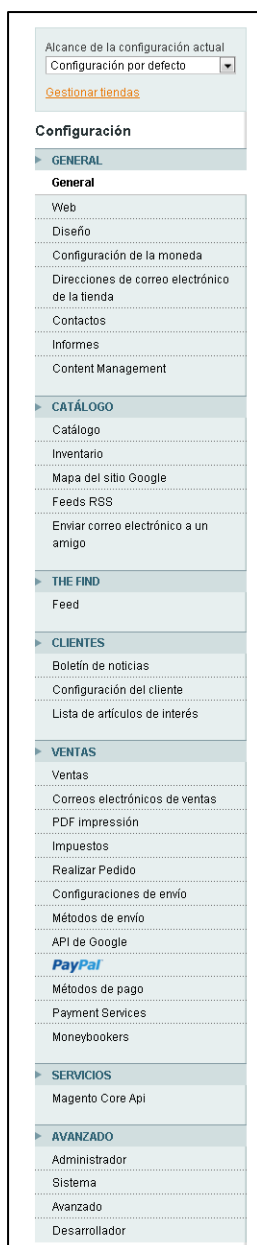 Alcance de la configuración actual
Configuración por defecto
Gestionar tiendas
Configuración
GENERAL
General
Web
Diseño
Configuración de la moneda
Direcciones de correo electrónico
de la tienda
Contactos
Informes
Content Management
CATÁLOGO
Catálogo
Inventario
Mapa del sitio Google
Feeds RSS
Enviar correo electrónico a un
amigo
THE FIND
Feed
CLIENTES
Boletín de noticias
Configuración del cliente
Lista de artículos de interés
VENTAS
Ventas
Correos electrónicos de ventas
PDF impresión
Impuestos
Realizar Pedido
Configuraciones de envío
Métodos de envío
API de Google
PayPal
Métodos de pago
Payment Services
Moneybookers
SERVICIOS
Magento Core Api
AVANZADO
Administrador
Sistema
Avanzado
Desarrollador